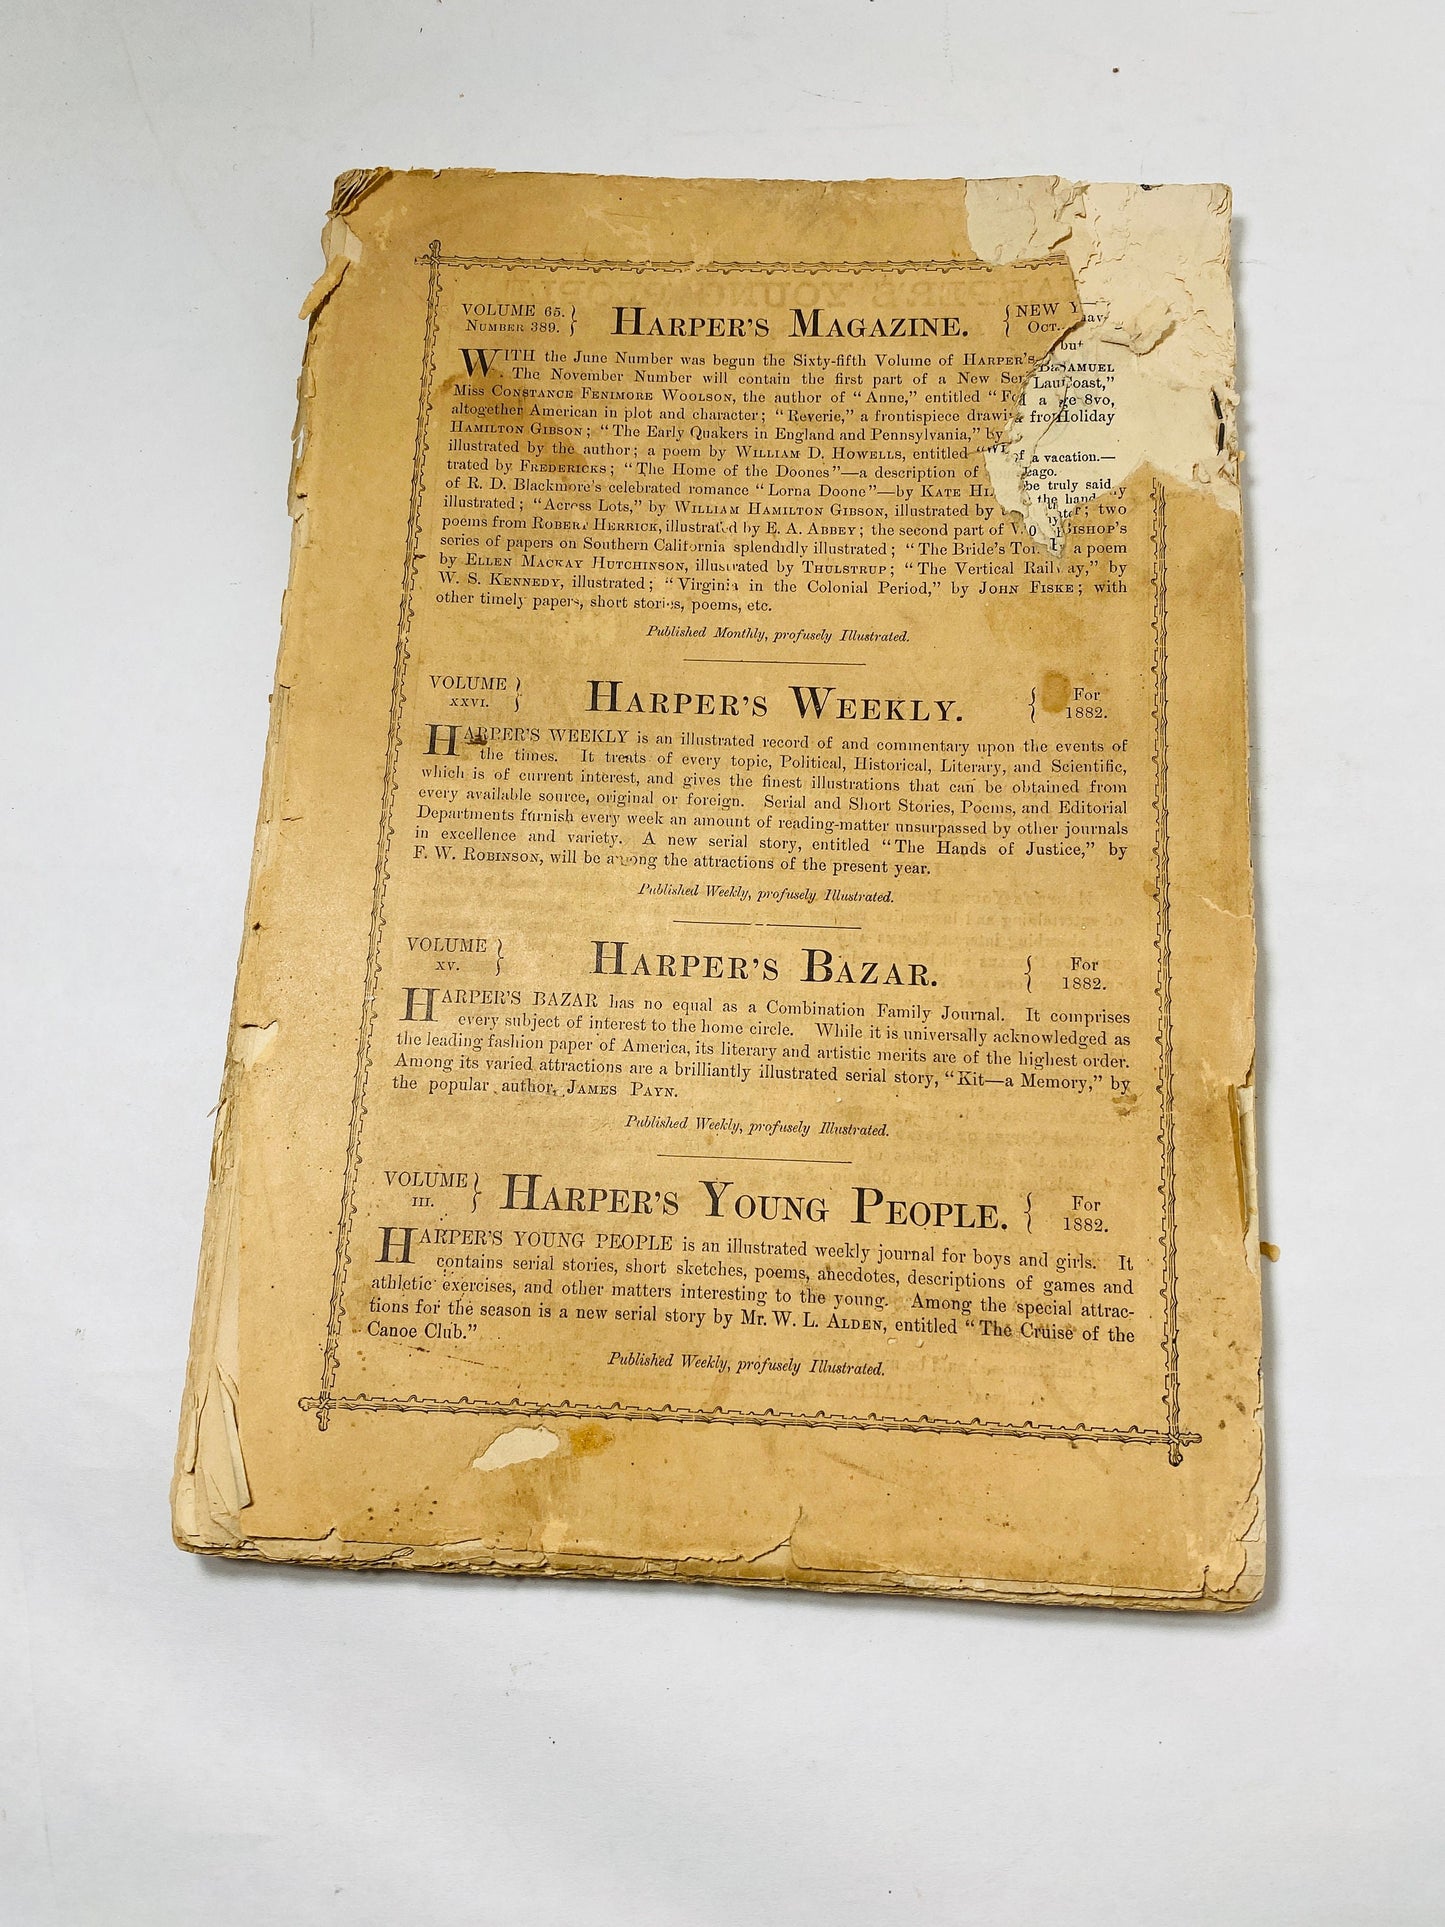 VOLUME 65. HARPER'S MAGAZINE. NEW
NUMBER 389. OCT.
WITH the June Number was begun the Sixty-fifth Volume of HARPER'S
The November Number will contain the first part of a New SAMUEL
Miss CONSTANCE FENIMORE WOOLSON, the author of "Anne," entitled "
altogether American in plot and character; "Reverie," a frontispiece Holiday
HAMILTON GIBSON; "The Early Quakers in England and Pennsylvania," by
illustrated by the author; a poem by WILLIAM D. HOWELLS, entitled a vacation.—
trated by FREDERICKS; "The Home of the Doones"—a description of
of R. D. Blackmore's celebrated romance "Lorna Doone"—by KATE be truly said
illustrated; "Across Lots," by WILLIAM HAMILTON GIBSON, illustrated by two
poems from ROBERT HERRICK, illustrated by E. A. ABBEY; the second part of BISHOP'S
series of papers on Southern California splendidly illustrated; "The Bride's a poem
by ELLEN MACKAY HUTCHINSON, illustrated by THULSTRUP; "The Vertical Railway," by
W. S. KENNEDY, illustrated; "Virginia in the Colonial Period," by JOHN FISKE; with
other timely papers, short stories, poems, etc.
Published Monthly, profusely Illustrated.
VOLUME HARPER'S WEEKLY. For
XXVI. 1882.
HARPER'S WEEKLY is an illustrated record of and commentary upon the events of
the times. It treats of every topic, Political, Historical, Literary, and Scientific,
which is of current interest, and gives the finest illustrations that can be obtained from
every available source, original or foreign. Serial and Short Stories, Poems, and Editorial
Departments furnish every week an amount of reading-matter unsurpassed by other journals
in excellence and variety. A new serial story, entitled "The Hands of Justice," by
F. W. ROBINSON, will be among the attractions of the present year.
Published Weekly, profusely Illustrated.
VOLUME HARPER'S BAZAR. For
XV. 1882.
HARPER'S BAZAR has no equal as a Combination Family Journal. It comprises
every subject of interest to the home circle. While it is universally acknowledged as
the leading fashion paper of America, its literary and artistic merits are of the highest order.
Among its varied attractions are a brilliantly illustrated serial story, "Kit—a Memory," by
the popular author, JAMES PAYN.
Published Weekly, profusely Illustrated.
VOLUME HARPER'S YOUNG PEOPLE. For
III. 1882.
HARPER'S YOUNG PEOPLE is an illustrated weekly journal for boys and girls. It
contains serial stories, short sketches, poems, anecdotes, descriptions of games and
athletic exercises, and other matters interesting to the young. Among the special attrac-
tions for the season is a new serial story by Mr. W. L. ALDEN, entitled "The Cruise of the
Canoe Club."
Published Weekly, profusely Illustrated.